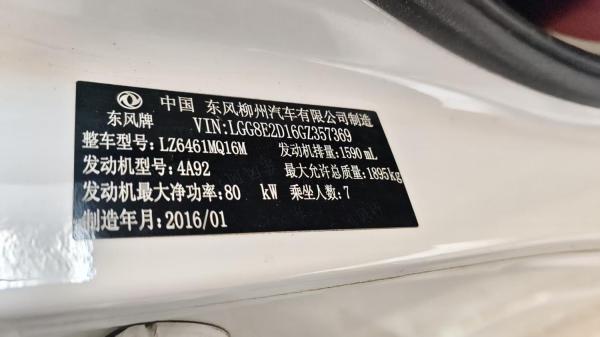 中国 东风柳州汽车有限公司制造
东风牌 VIN:LGG8E2D16GZ357369
整车型号:LZ6461MQ16M 发动机排量:1590 mL
发动机型号:4A92 最大允许总质量:1895kg
发动机最大净功率:80 kW 乘坐人数:7
制造年月:2016/01